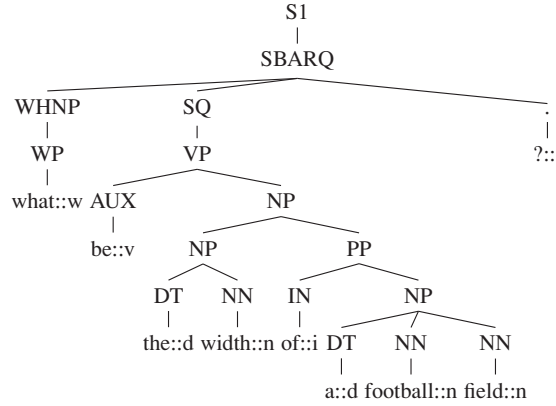 S1
SBARQ
WHNP SQ .
WP VP ?::
what::w AUX NP
be::v NP PP
DT NN IN NP
the::d width::n of::i DT NN NN
a::d football::n field::n